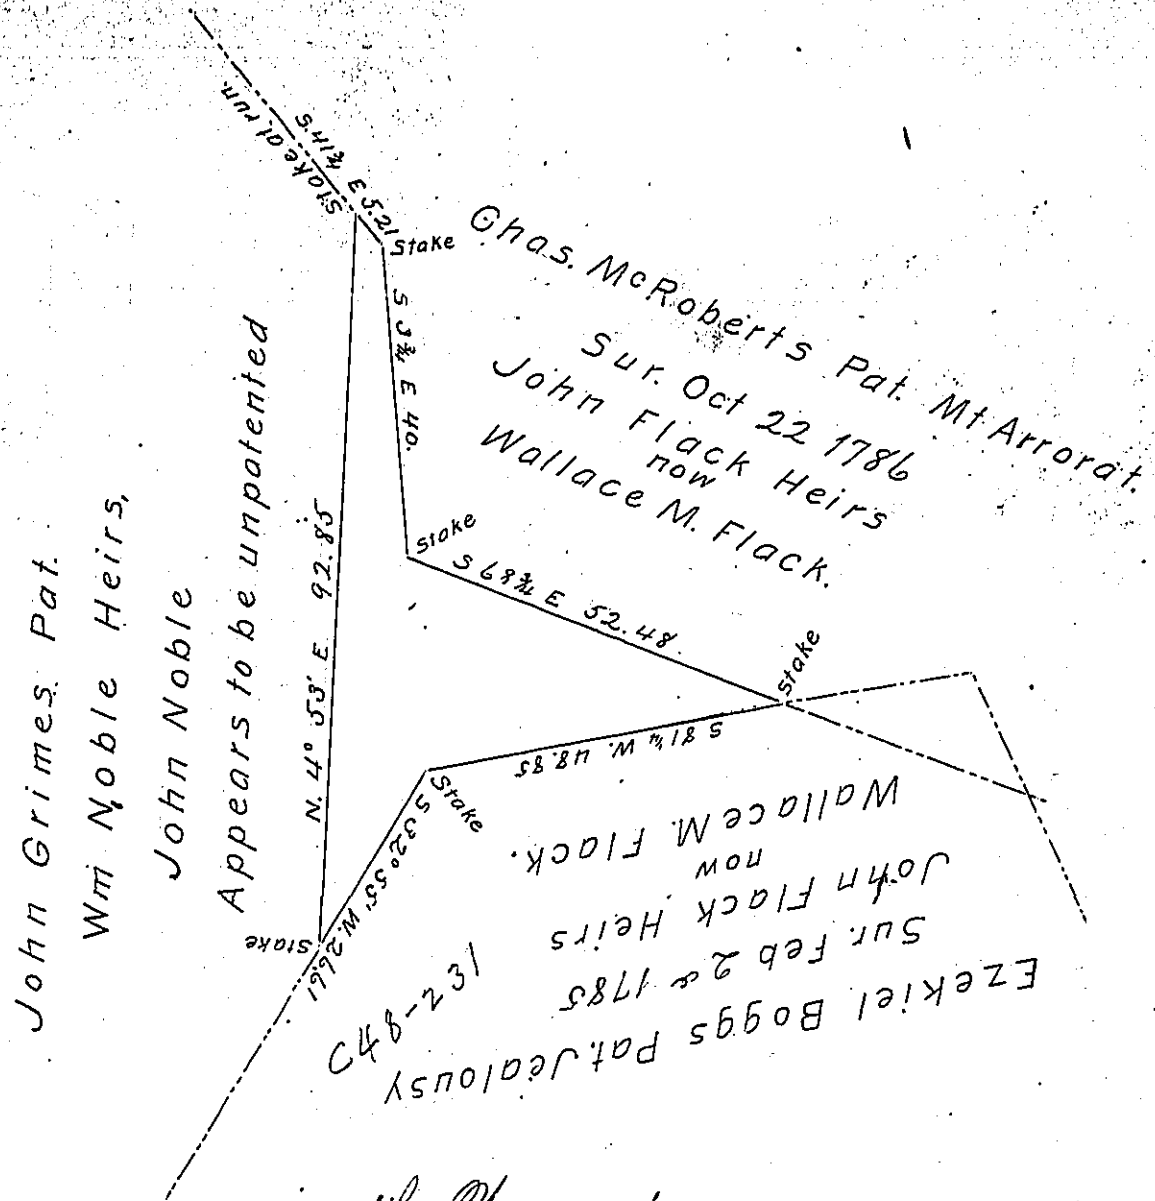 Stake at run.
S. 41¾ E 5.21
Stake
S 3¾ E 40.
Stake
S 68¾ E 52.48.
Stake
S 81¼ W. 48.85
Stake
S 32° 55' W. 26.61
Stake
N. 4° 53' E 92.85
Chas. McRoberts Pat. Mt Arrorat.
Sur. Oct 22 1786
John Flack Heirs
now
Wallace M. Flack.
John Grimes Pat.
Wm Noble Heirs,
John Noble
Appears to be unpatented
Ezekiel Boggs Pat. Jealousy
Sur. Feb 2d 1785
John Flack Heirs
now
Wallace M. Flack.
C48-231